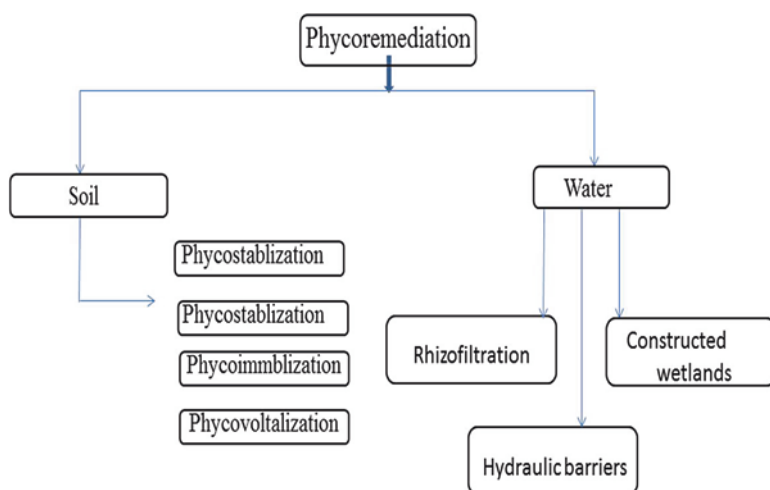 Phycoremediation
Soil
Water
Phycostablization
Phycostablization
Phycoimmblization
Phycovoltalization
Rhizofiltration
Constructed
wetlands
Hydraulic barriers